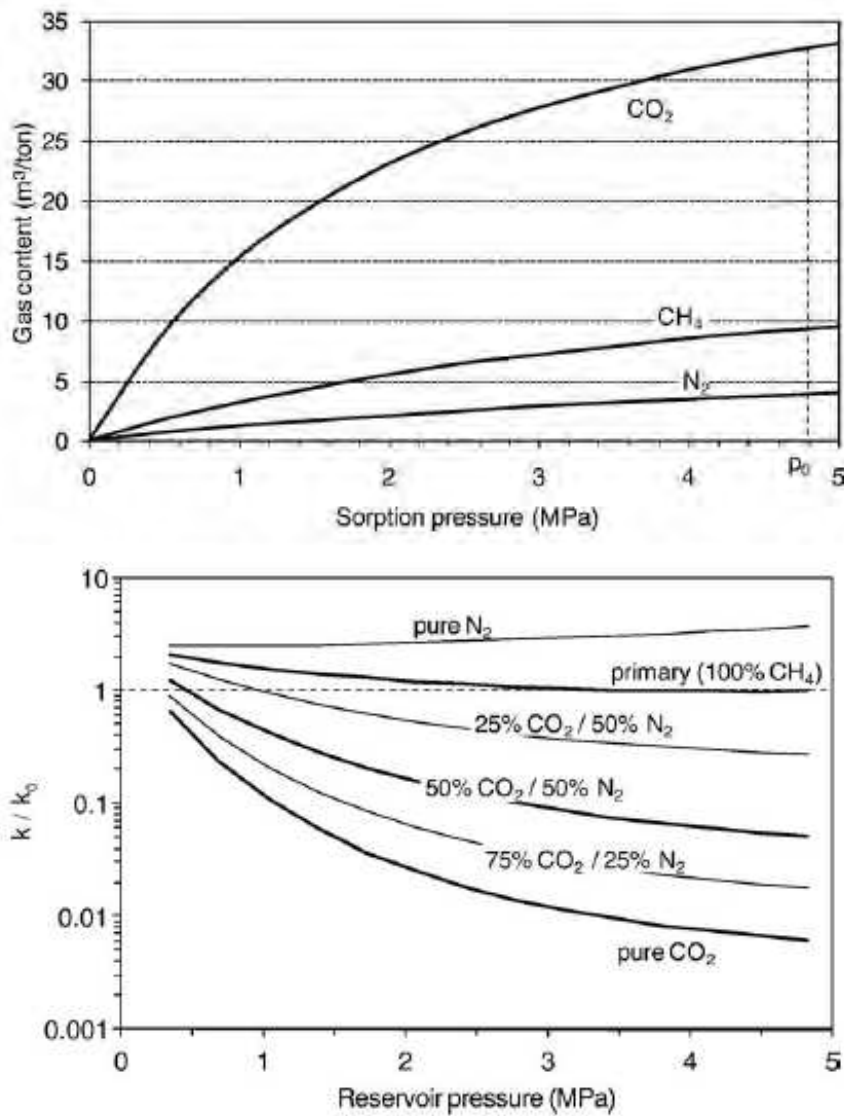 35
30
25
20
15
10
5
0
Gas content (m³/ton)
CO₂
CH₄
N₂
0 1 2 3 4 p₀ 5
Sorption pressure (MPa)
10
1
0.1
0.01
0.001
k / k₀
pure N₂
primary (100% CH₄)
25% CO₂ / 50% N₂
50% CO₂ / 50% N₂
75% CO₂ / 25% N₂
pure CO₂
0 1 2 3 4 5
Reservoir pressure (MPa)